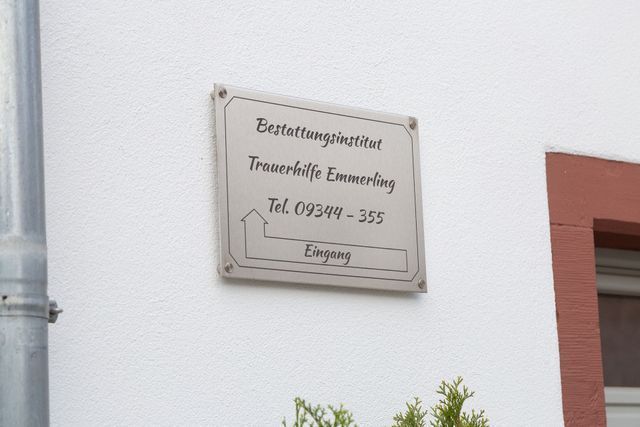 Bestattungsinstitut
Trauerhilfe Emmerling
Tel. 09344 - 355
Eingang